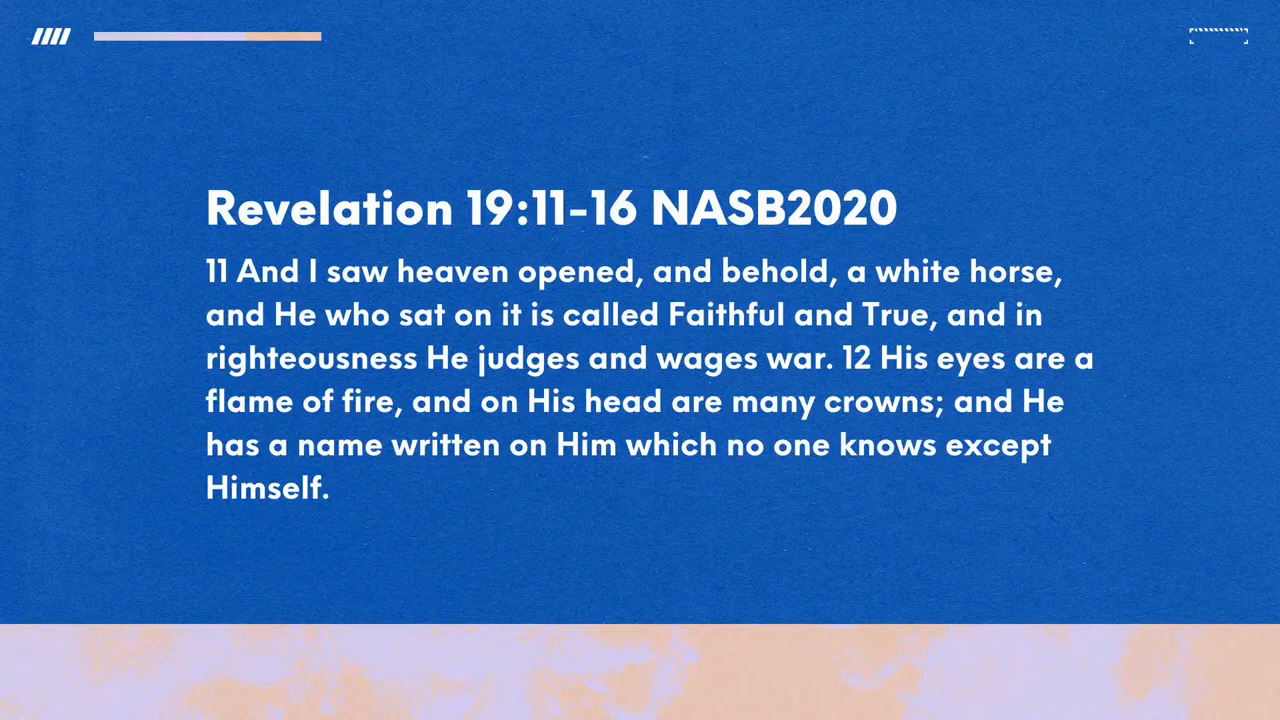 Revelation 19:11-16 NASB2020
11 And I saw heaven opened, and behold, a white horse,
and He who sat on it is called Faithful and True, and in
righteousness He judges and wages war. 12 His eyes are a
flame of fire, and on His head are many crowns; and He
has a name written on Him which no one knows except
Himself.